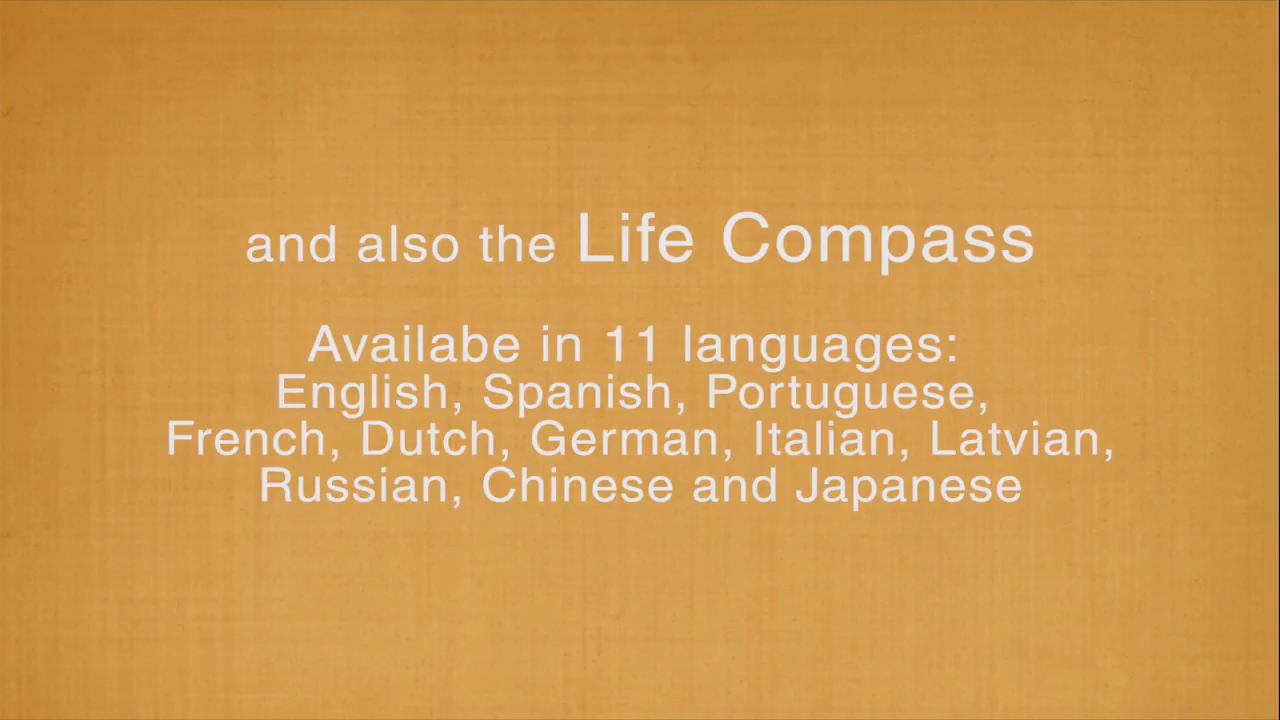 and also the Life Compass
Availabe in 11 languages:
English, Spanish, Portuguese,
French, Dutch, German, Italian, Latvian,
Russian, Chinese and Japanese